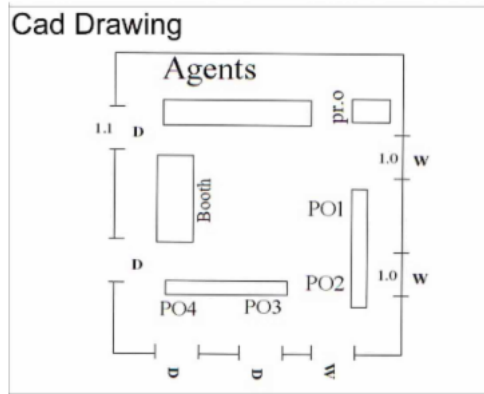 Cad Drawing
Agents
pr.o
1.1 D
1.0 W
Booth
PO1
D
PO2 1.0 W
PO4 PO3
D D W